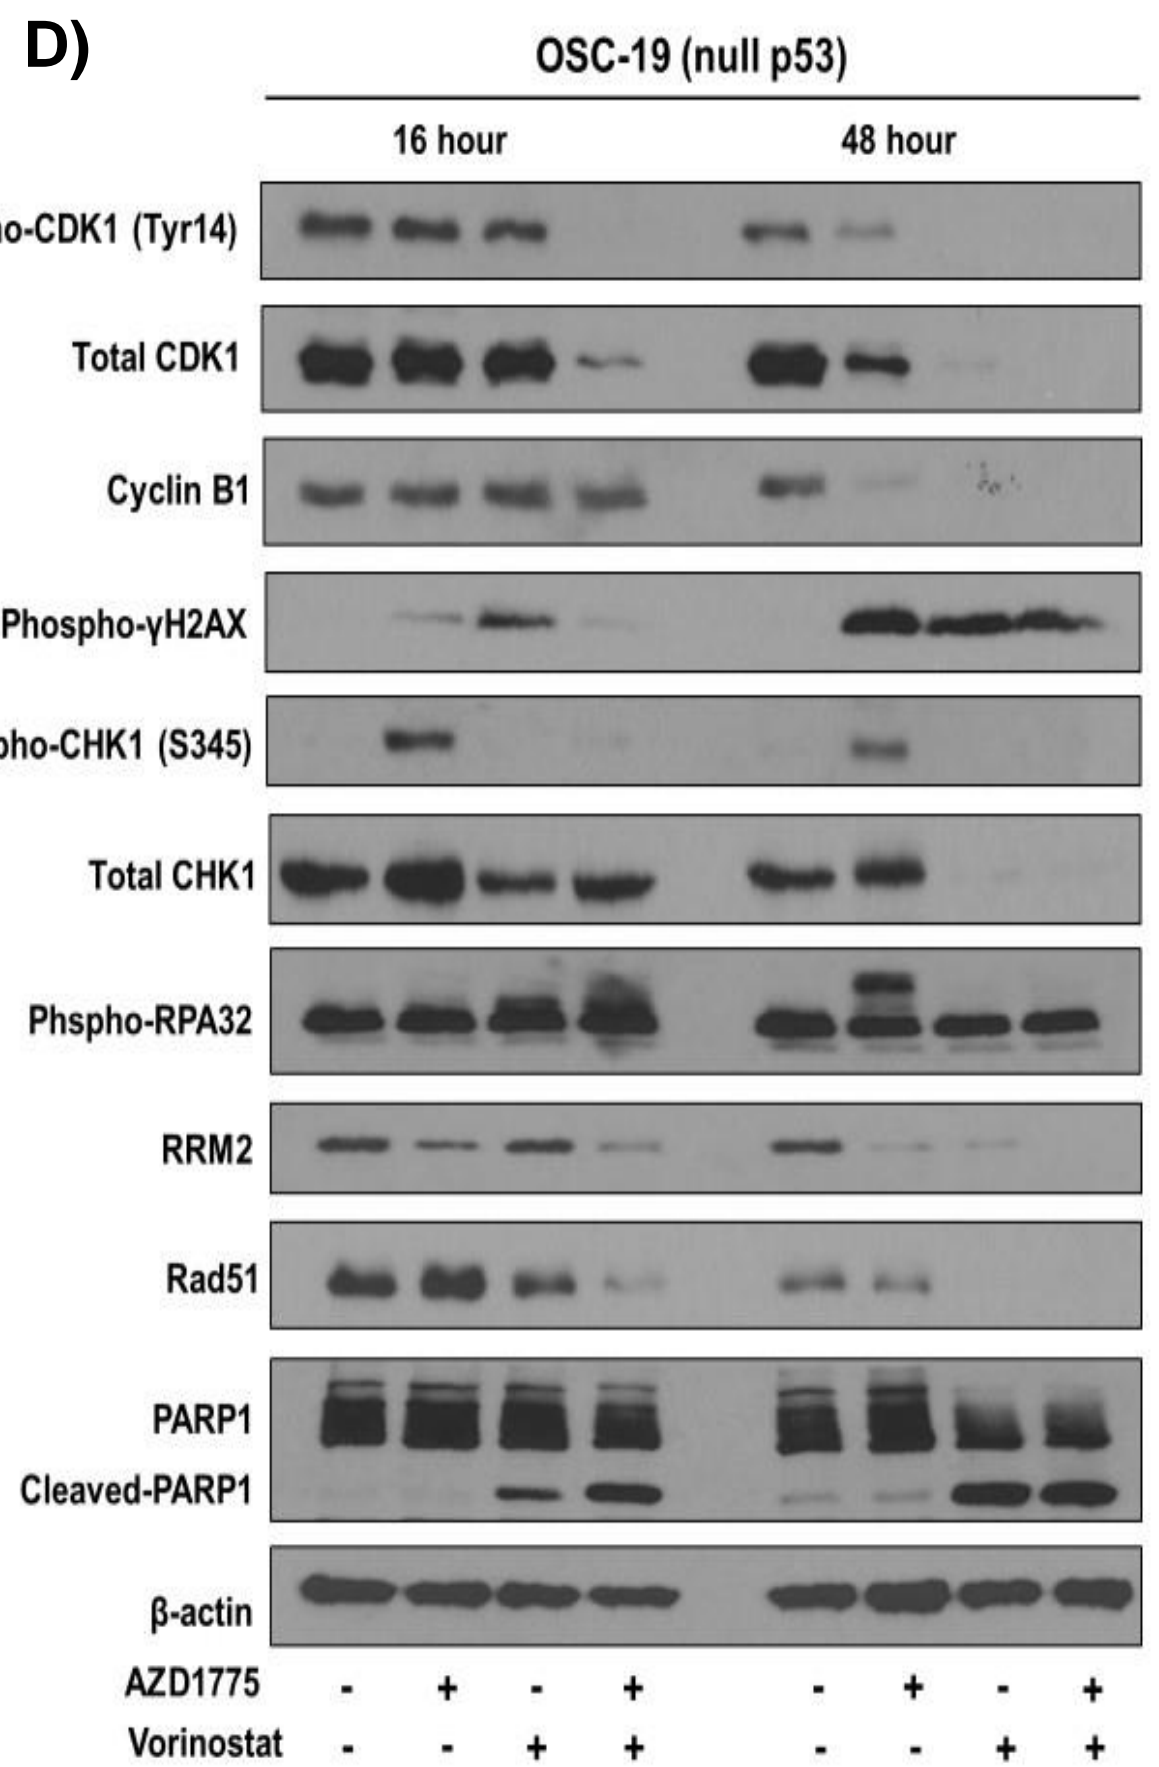 D)
OSC-19 (null p53)
16 hour 48 hour
ho-CDK1 (Tyr14)
Total CDK1
Cyclin B1
Phospho-γH2AX
pho-CHK1 (S345)
Total CHK1
Phspho-RPA32
RRM2
Rad51
PARP1
Cleaved-PARP1
β-actin
AZD1775 - + - + - + - +
Vorinostat - - + + - - + +